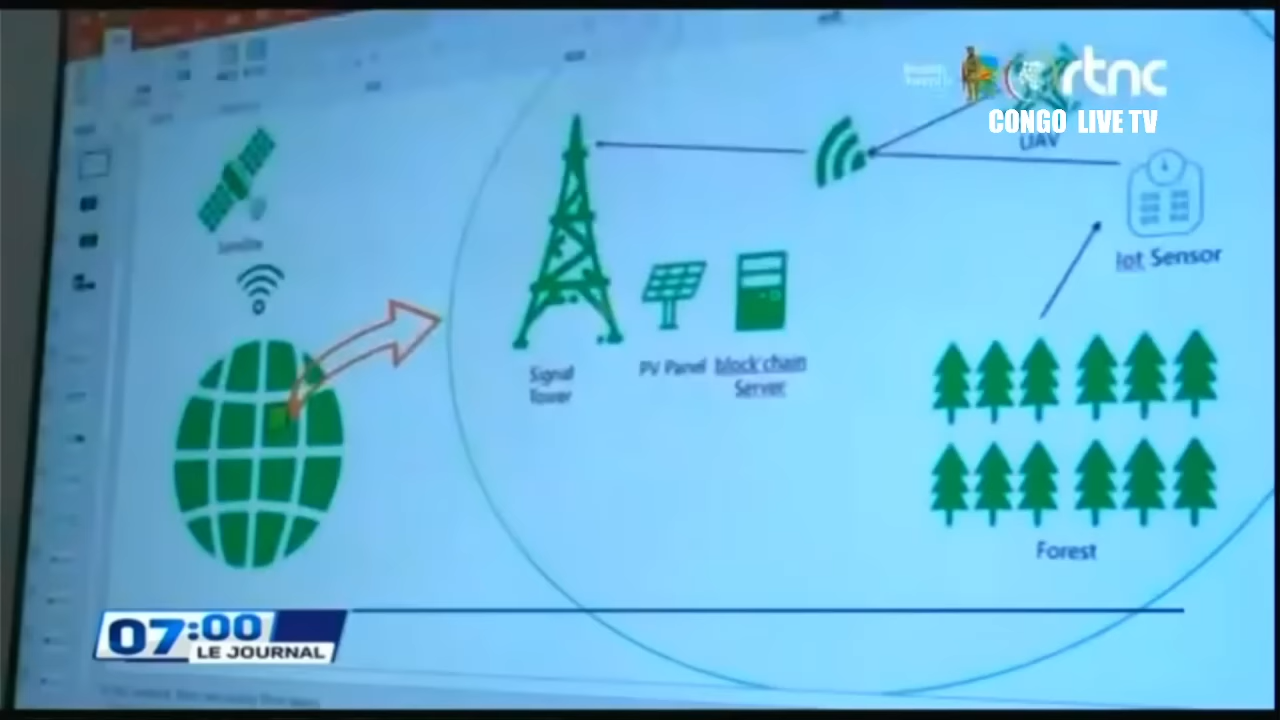 rtnc
CONGO LIVE TV
UAV
Iot Sensor
Satellite
Signal
Tower
PV Panel
block chain
Server
Forest
07:00
LE JOURNAL